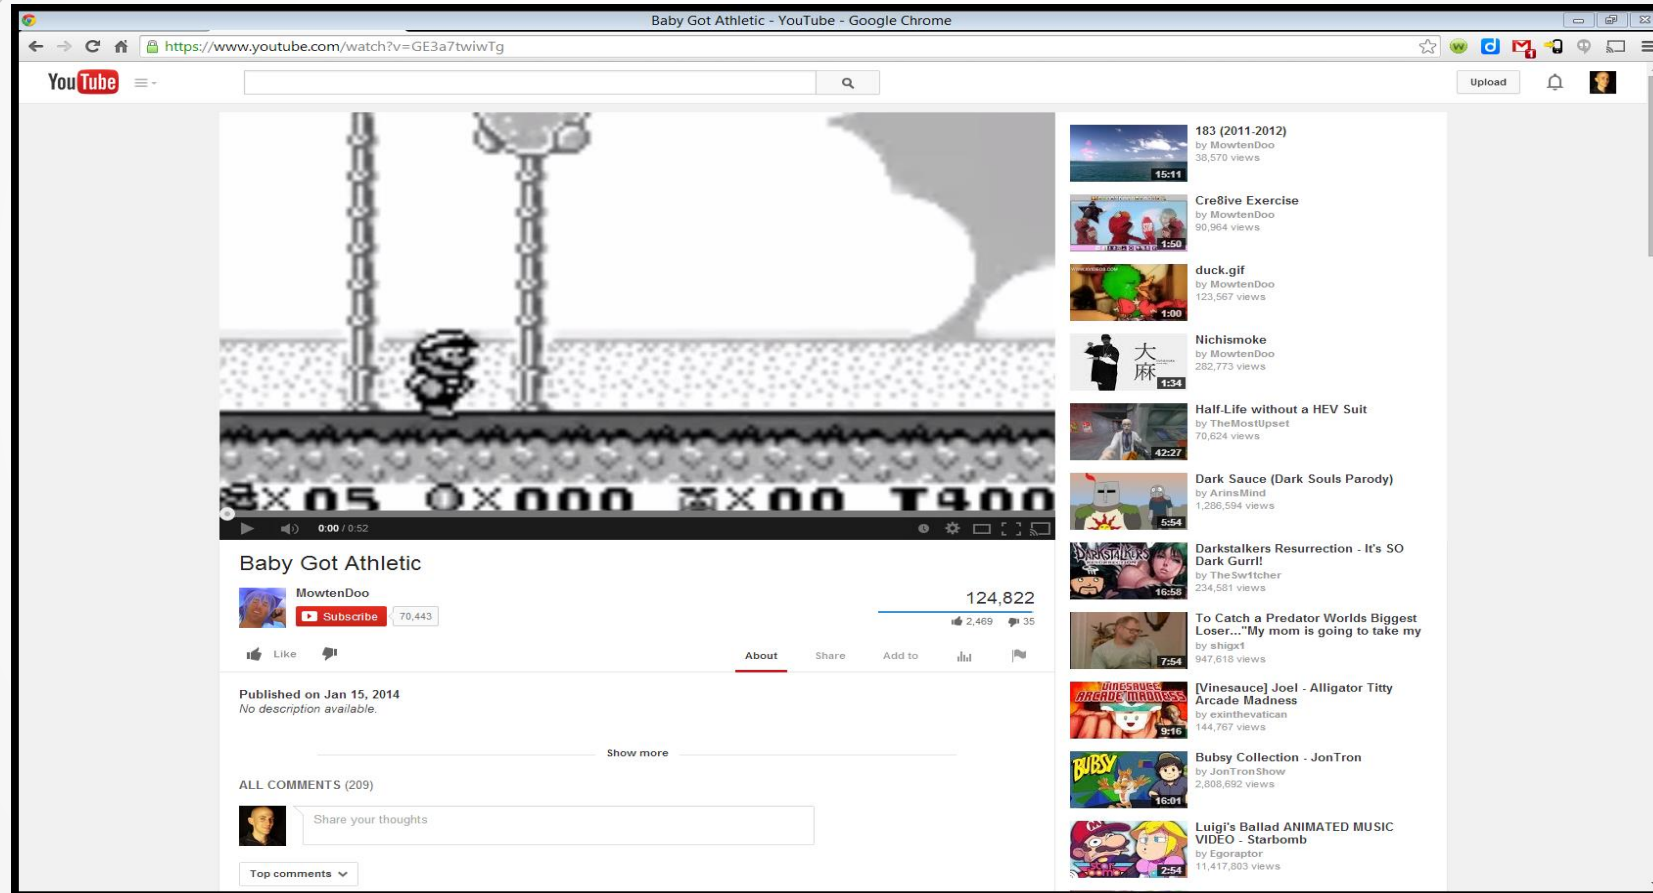 Baby Got Athletic - YouTube - Google Chrome
https://www.youtube.com/watch?v=GE3a7twiwTg
1
YouTube
Upload
×05 ×000 ×00 T400
0:00 / 0:52
Baby Got Athletic
MowtenDoo
Subscribe 70,443
124,822
2,469 35
Like
About Share Add to
Published on Jan 15, 2014
No description available.
Show more
ALL COMMENTS (209)
Share your thoughts
Top comments
183 (2011-2012)
by MowtenDoo
38,570 views
15:11
Cre8ive Exercise
by MowtenDoo
90,964 views
1:50
duck.gif
by MowtenDoo
123,567 views
1:00
Nichismoke
by MowtenDoo
282,773 views
大
麻
1:34
Half-Life without a HEV Suit
by TheMostUpset
70,624 views
42:27
Dark Sauce (Dark Souls Parody)
by ArinsMind
1,286,594 views
5:54
DARKSTALKERS
Darkstalkers Resurrection - It's SO
Dark Gurrl!
by TheSw1tcher
234,581 views
16:58
To Catch a Predator Worlds Biggest
Loser..."My mom is going to take my
by shigx1
947,618 views
7:54
VINESAUCE
ARCADE MADNESS
[Vinesauce] Joel - Alligator Titty
Arcade Madness
by exinthevatican
144,767 views
9:16
BUBSY
Bubsy Collection - JonTron
by JonTronShow
2,808,692 views
16:01
Luigi's Ballad ANIMATED MUSIC
VIDEO - Starbomb
by Egoraptor
11,417,803 views
2:54